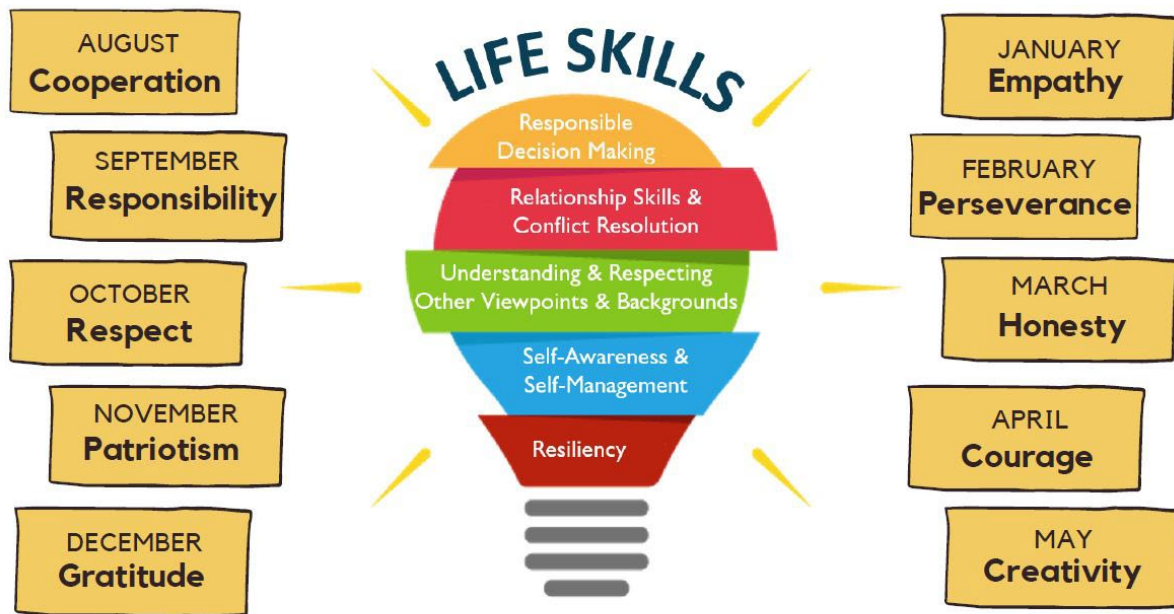 LIFE SKILLS
AUGUST
Cooperation
SEPTEMBER
Responsibility
OCTOBER
Respect
NOVEMBER
Patriotism
DECEMBER
Gratitude
Responsible
Decision Making
Relationship Skills &
Conflict Resolution
Understanding & Respecting
Other Viewpoints & Backgrounds
Self-Awareness &
Self-Management
Resiliency
JANUARY
Empathy
FEBRUARY
Perseverance
MARCH
Honesty
APRIL
Courage
MAY
Creativity